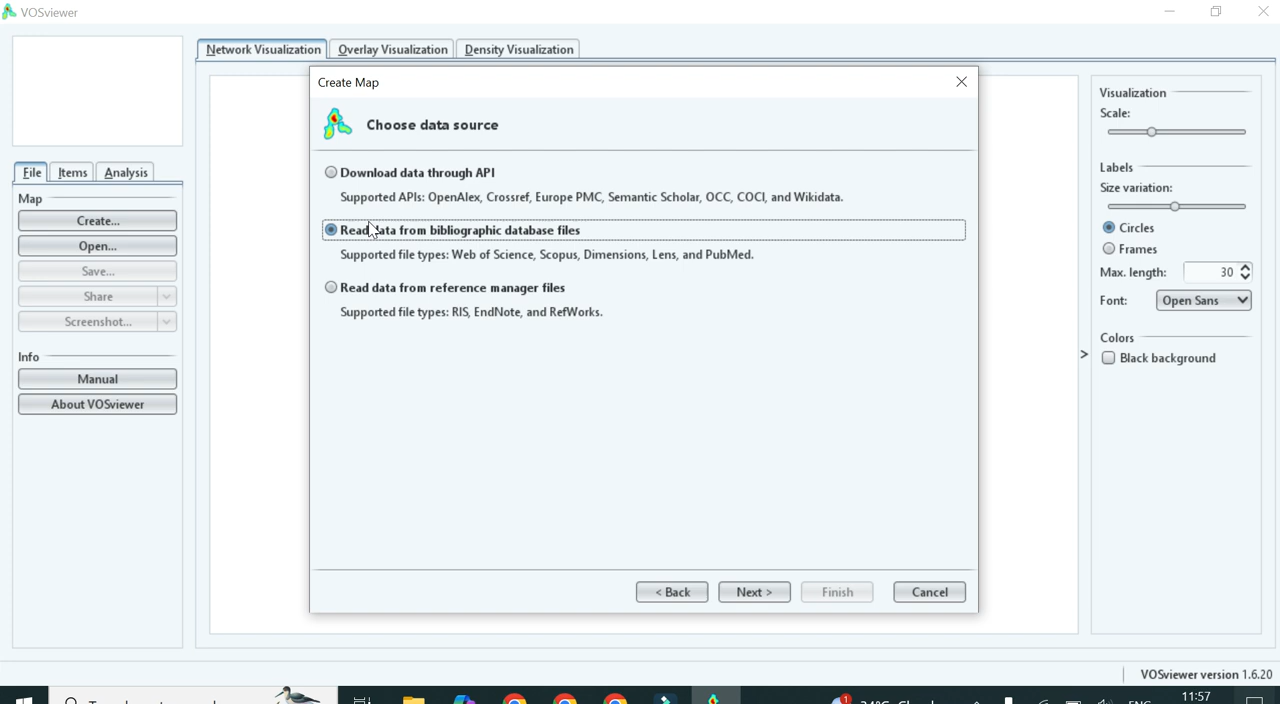 VOSviewer
Network Visualization Overlay Visualization Density Visualization
File Items Analysis
Map
Create...
Open...
Save...
Share
Screenshot...
Info
Manual
About VOSviewer
Create Map
Choose data source
Download data through API
Supported APIs: OpenAlex, Crossref, Europe PMC, Semantic Scholar, OCC, COCI, and Wikidata.
Read data from bibliographic database files
Supported file types: Web of Science, Scopus, Dimensions, Lens, and PubMed.
Read data from reference manager files
Supported file types: RIS, EndNote, and RefWorks.
< Back Next > Finish Cancel
>
Visualization
Scale:
Labels
Size variation:
Circles
Frames
Max. length: 30
Font: Open Sans
Colors
Black background
VOSviewer version 1.6.20
1
11:57